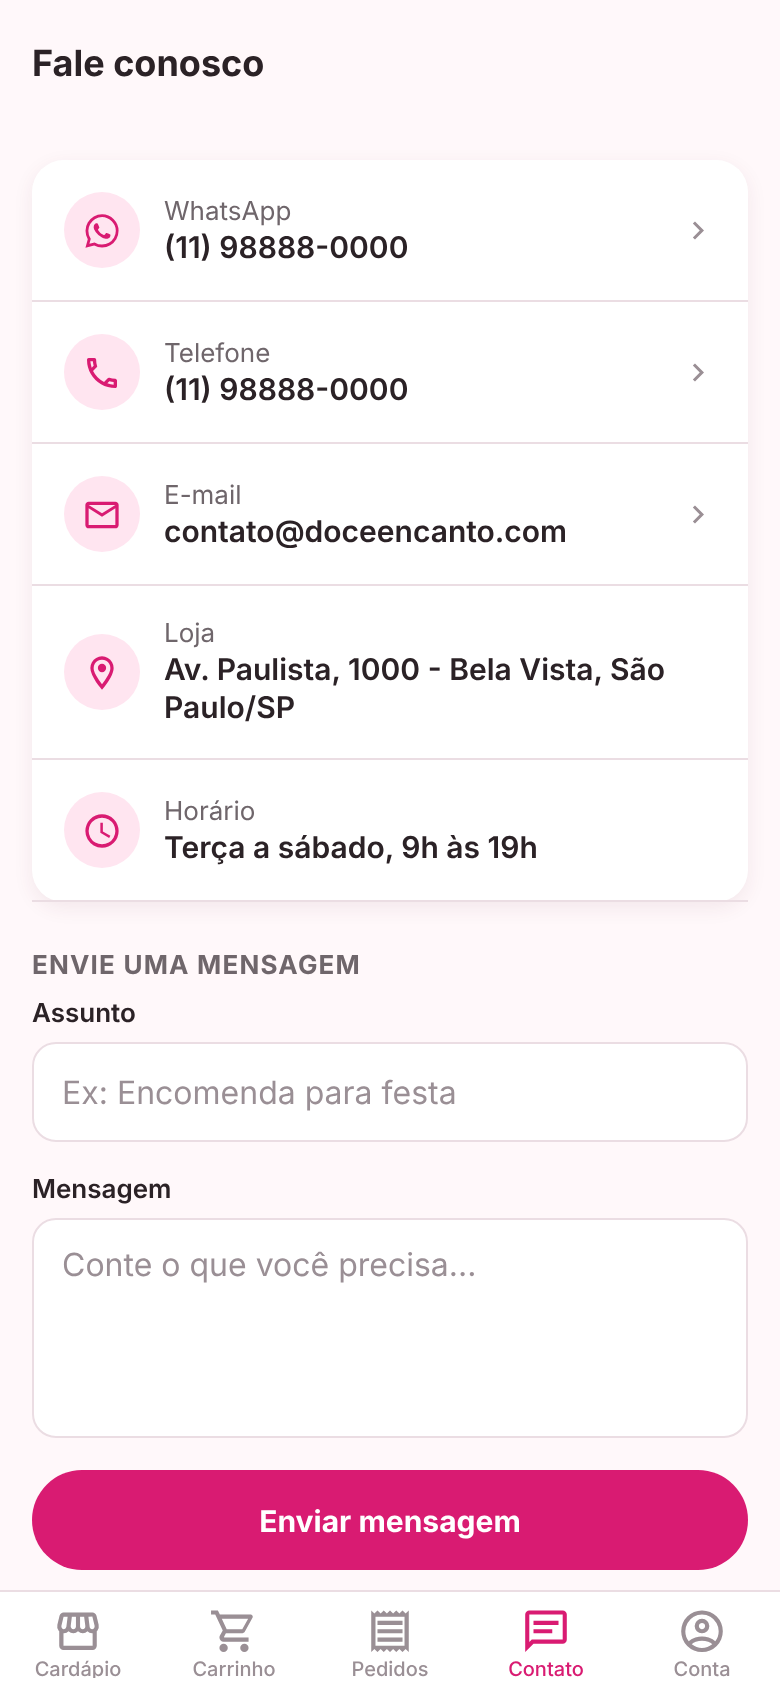 Fale conosco
WhatsApp
(11) 98888-0000
Telefone
(11) 98888-0000
E-mail
contato@doceencanto.com
Loja
Av. Paulista, 1000 - Bela Vista, São
Paulo/SP
Horário
Terça a sábado, 9h às 19h
ENVIE UMA MENSAGEM
Assunto
Ex: Encomenda para festa
Mensagem
Conte o que você precisa...
Enviar mensagem
Cardápio
Carrinho
Pedidos
Contato
Conta